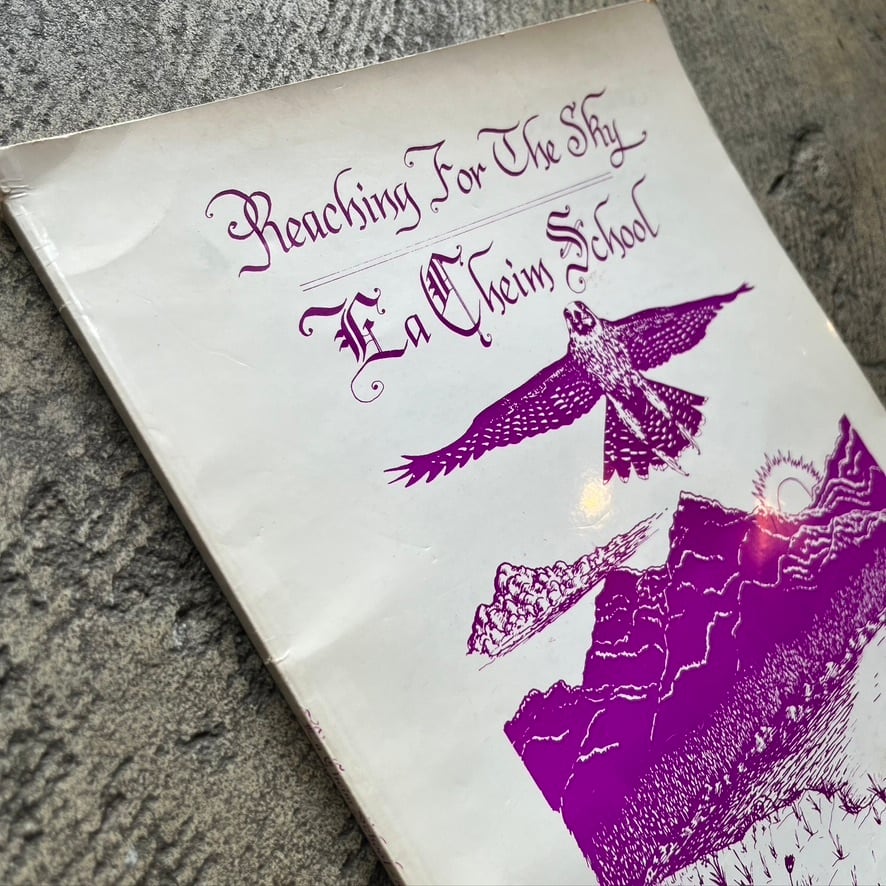 Reaching For The Sky
La Cheim School